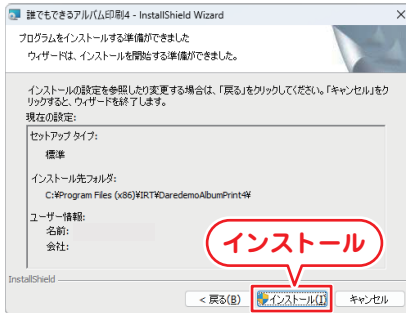 誰でもできるアルバム印刷4 - InstallShield Wizard
プログラムをインストールする準備ができました
ウィザードは、インストールを開始する準備ができました。
インストールの設定を参照したり変更する場合は、「戻る」をクリックしてください。「キャンセル」をク
リックすると、ウィザードを終了します。
現在の設定:
セットアップ タイプ:
標準
インストール先フォルダ:
C:¥Program Files (x86)¥IRT¥DaredemoAlbumPrint4¥
ユーザー情報:
名前:
会社:
インストール
InstallShield
< 戻る(B)
インストール(I)
キャンセル